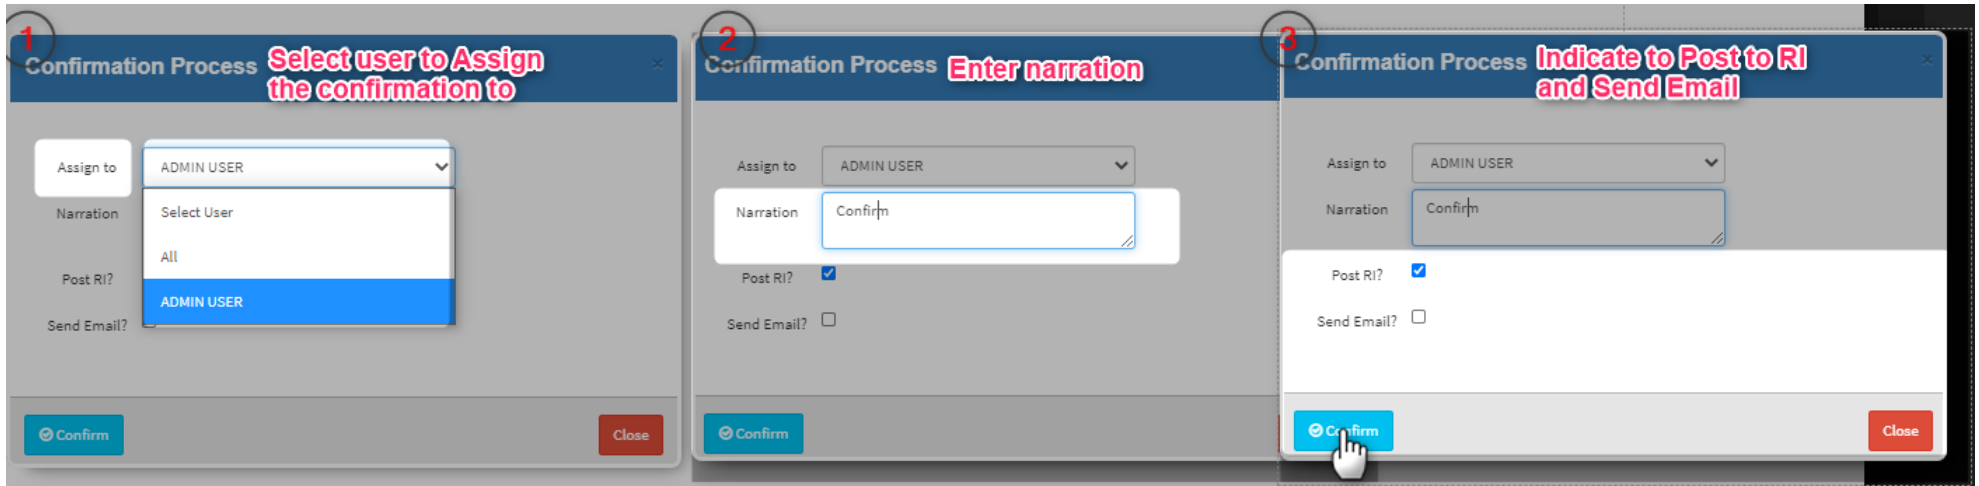 1
Confirmation Process
Select user to Assign
the confirmation to
×
Assign to
ADMIN USER
Select User
Narration
All
Post RI?
ADMIN USER
Send Email?
Confirm
Close
2
Confirmation Process
Enter narration
Assign to
ADMIN USER
Narration
Confirm
Post RI?
Send Email?
Confirm
3
Confirmation Process
Indicate to Post to RI
and Send Email
×
Assign to
ADMIN USER
Narration
Confirm
Post RI?
Send Email?
Confirm
Close